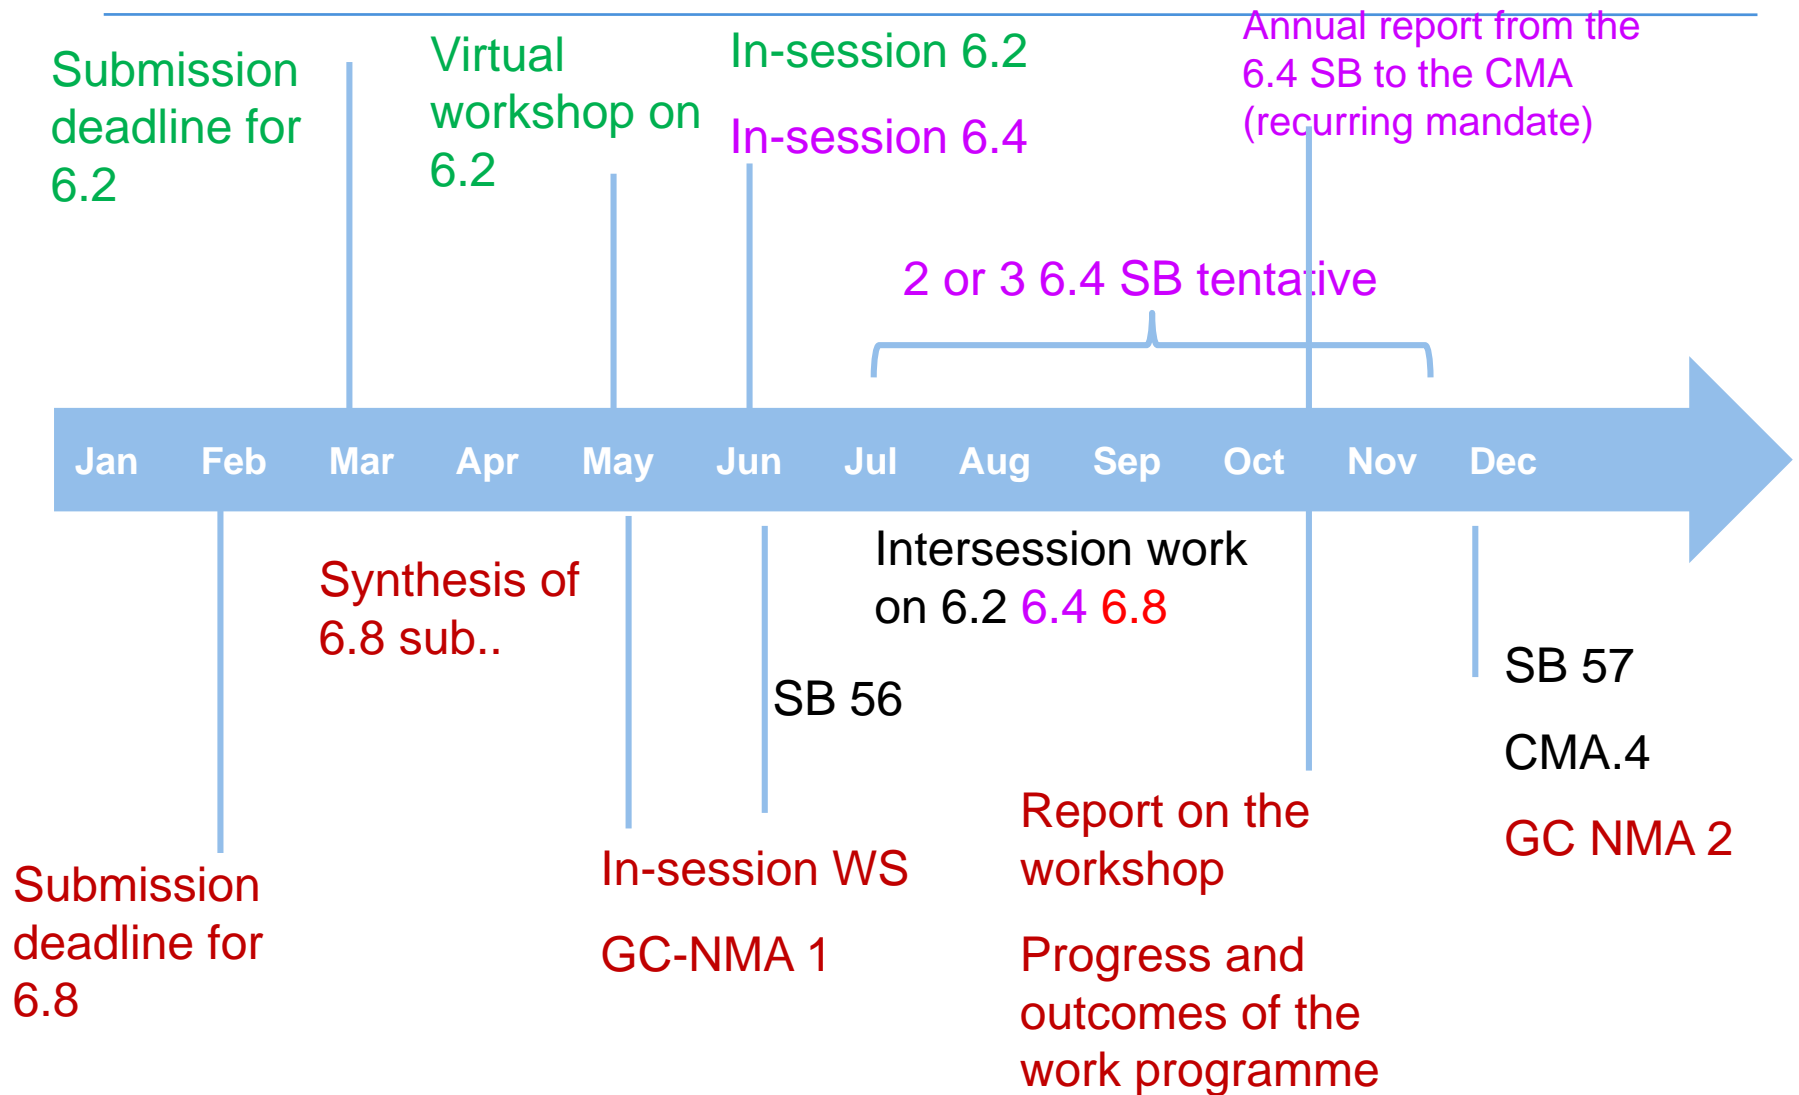 Submission
deadline for
6.2
Virtual
workshop on
6.2
In-session 6.2
In-session 6.4
Annual report from the
6.4 SB to the CMA
(recurring mandate)
2 or 3 6.4 SB tentative
Jan Feb Mar Apr May Jun Jul Aug Sep Oct Nov Dec
Submission
deadline for
6.8
Synthesis of
6.8 sub..
In-session WS
GC-NMA 1
SB 56
Intersession work
on 6.2 6.4 6.8
Report on the
workshop
Progress and
outcomes of the
work programme
SB 57
CMA.4
GC NMA 2